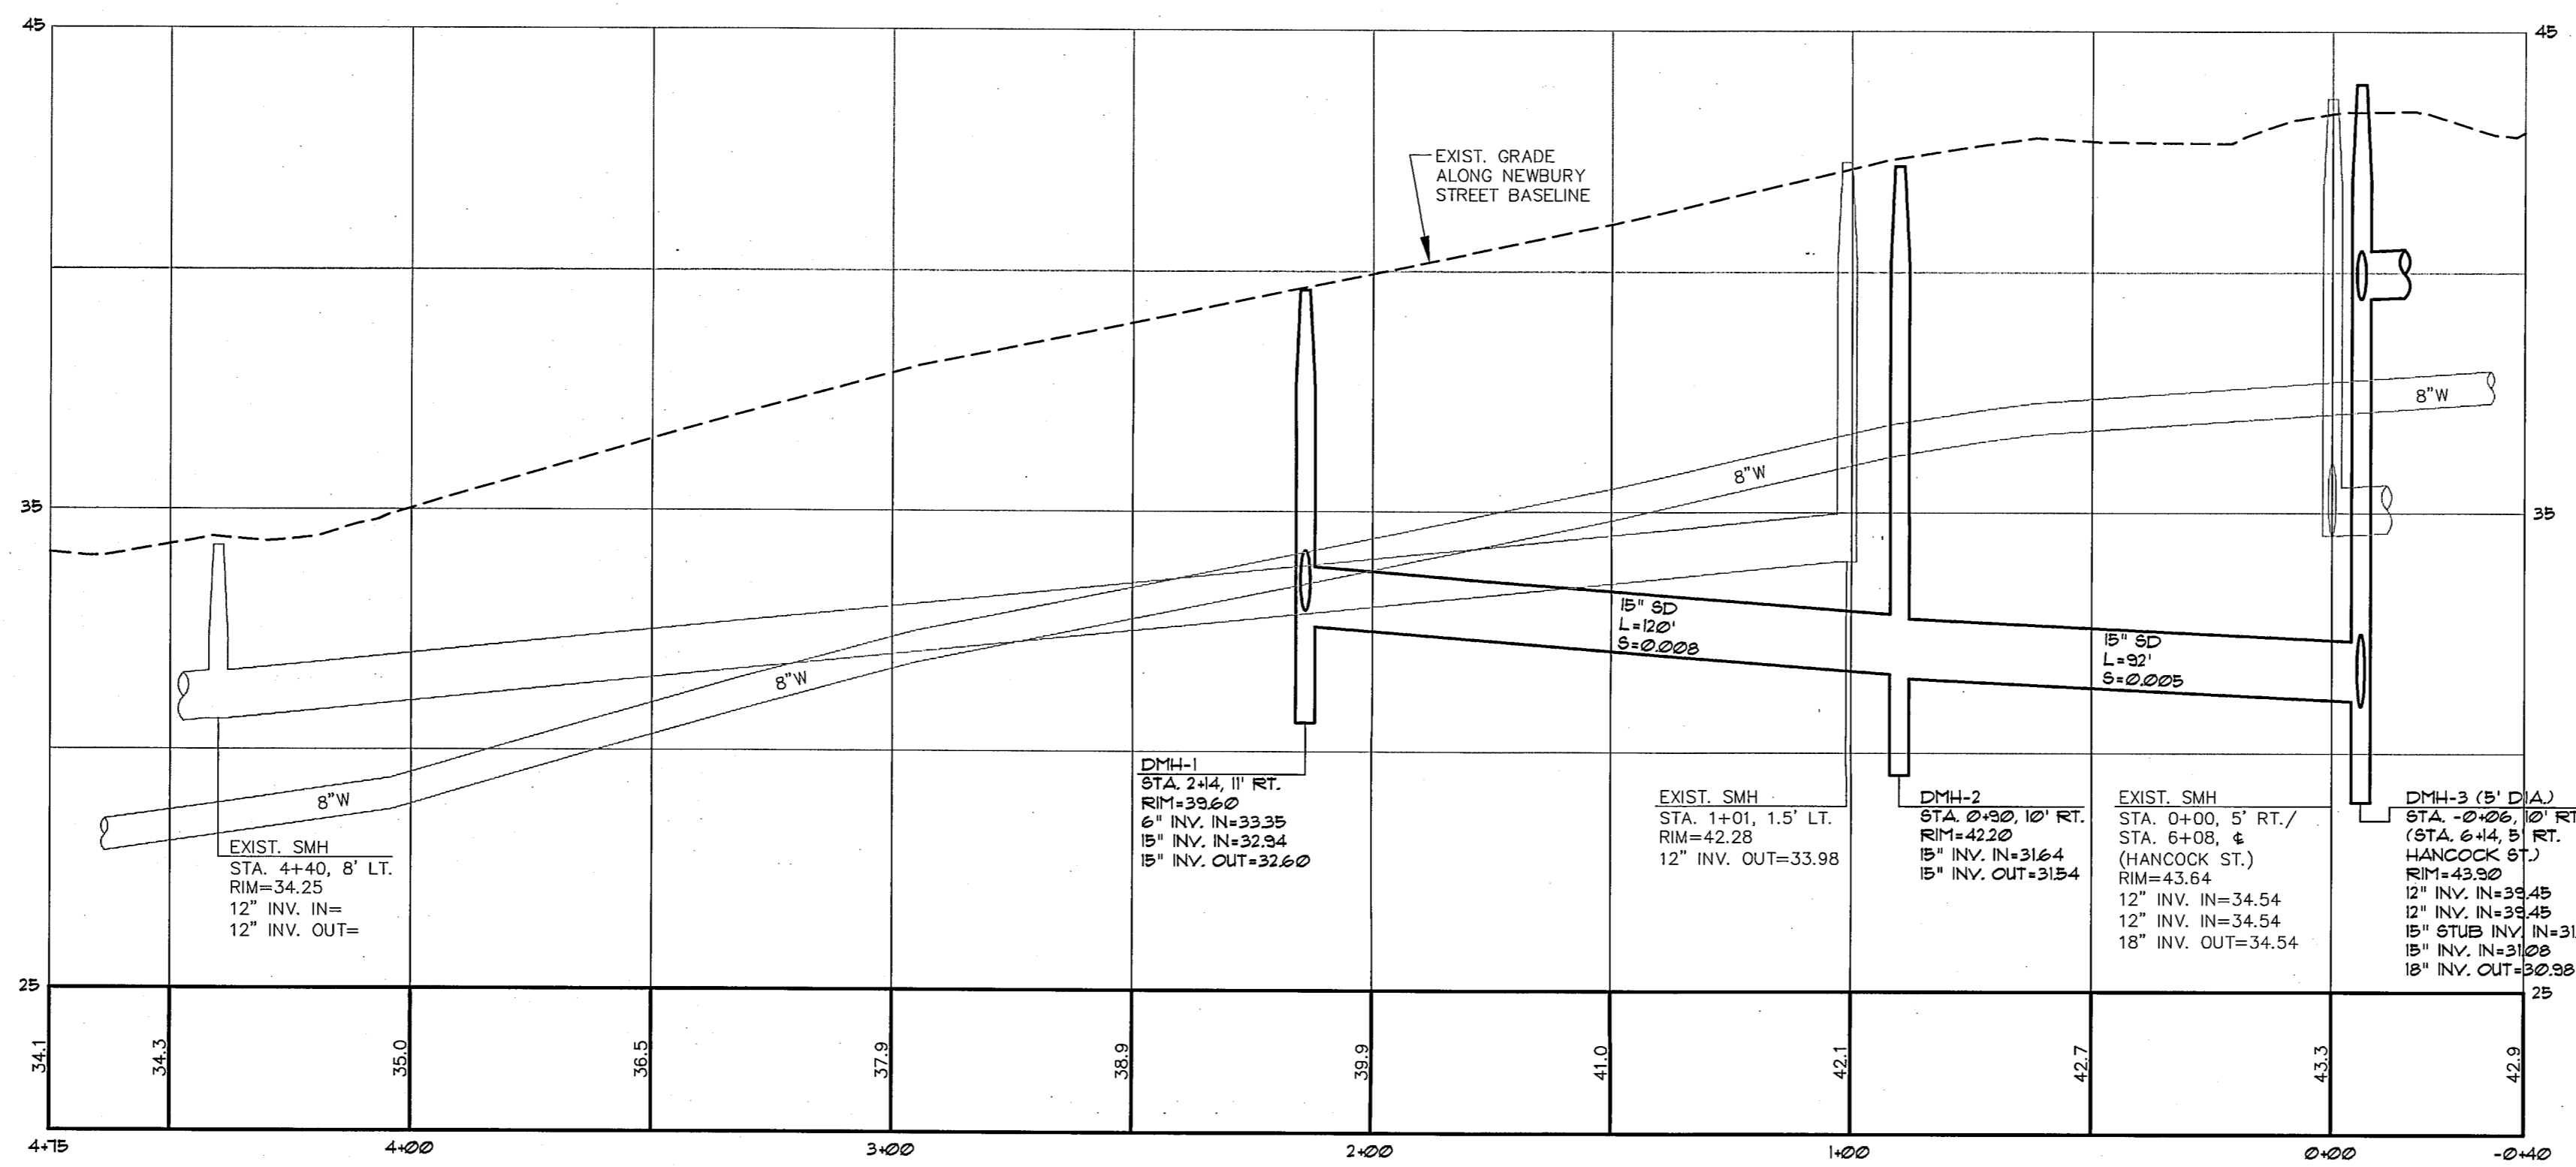 45
45
EXIST. GRADE
ALONG NEWBURY
STREET BASELINE
8"W
8"W
8"W
8"W
35
35
15" SD
L=120'
S=0.008
15" SD
L=92'
S=0.005
DMH-1
STA. 2+14, 11' RT.
RIM=39.60
6" INV. IN=33.35
15" INV. IN=32.94
15" INV. OUT=32.60
EXIST. SMH
STA. 4+40, 8' LT.
RIM=34.25
12" INV. IN=
12" INV. OUT=
EXIST. SMH
STA. 1+01, 1.5' LT.
RIM=42.28
12" INV. OUT=33.98
DMH-2
STA. 0+90, 10' RT.
RIM=42.20
15" INV. IN=31.64
15" INV. OUT=31.54
EXIST. SMH
STA. 0+00, 5' RT./
STA. 6+08, ℄
(HANCOCK ST.)
RIM=43.64
12" INV. IN=34.54
12" INV. IN=34.54
18" INV. OUT=34.54
DMH-3 (5' DIA.)
STA. -0+06, 10' RT
(STA. 6+14, 5' RT.
HANCOCK ST.)
RIM=43.90
12" INV. IN=39.45
12" INV. IN=39.45
15" STUB INV. IN=31
15" INV. IN=31.08
18" INV. OUT=30.98
25
25
34.1
34.3
35.0
36.5
37.9
38.9
39.9
41.0
42.1
42.7
43.3
42.9
4+75
4+00
3+00
2+00
1+00
0+00
-0+40